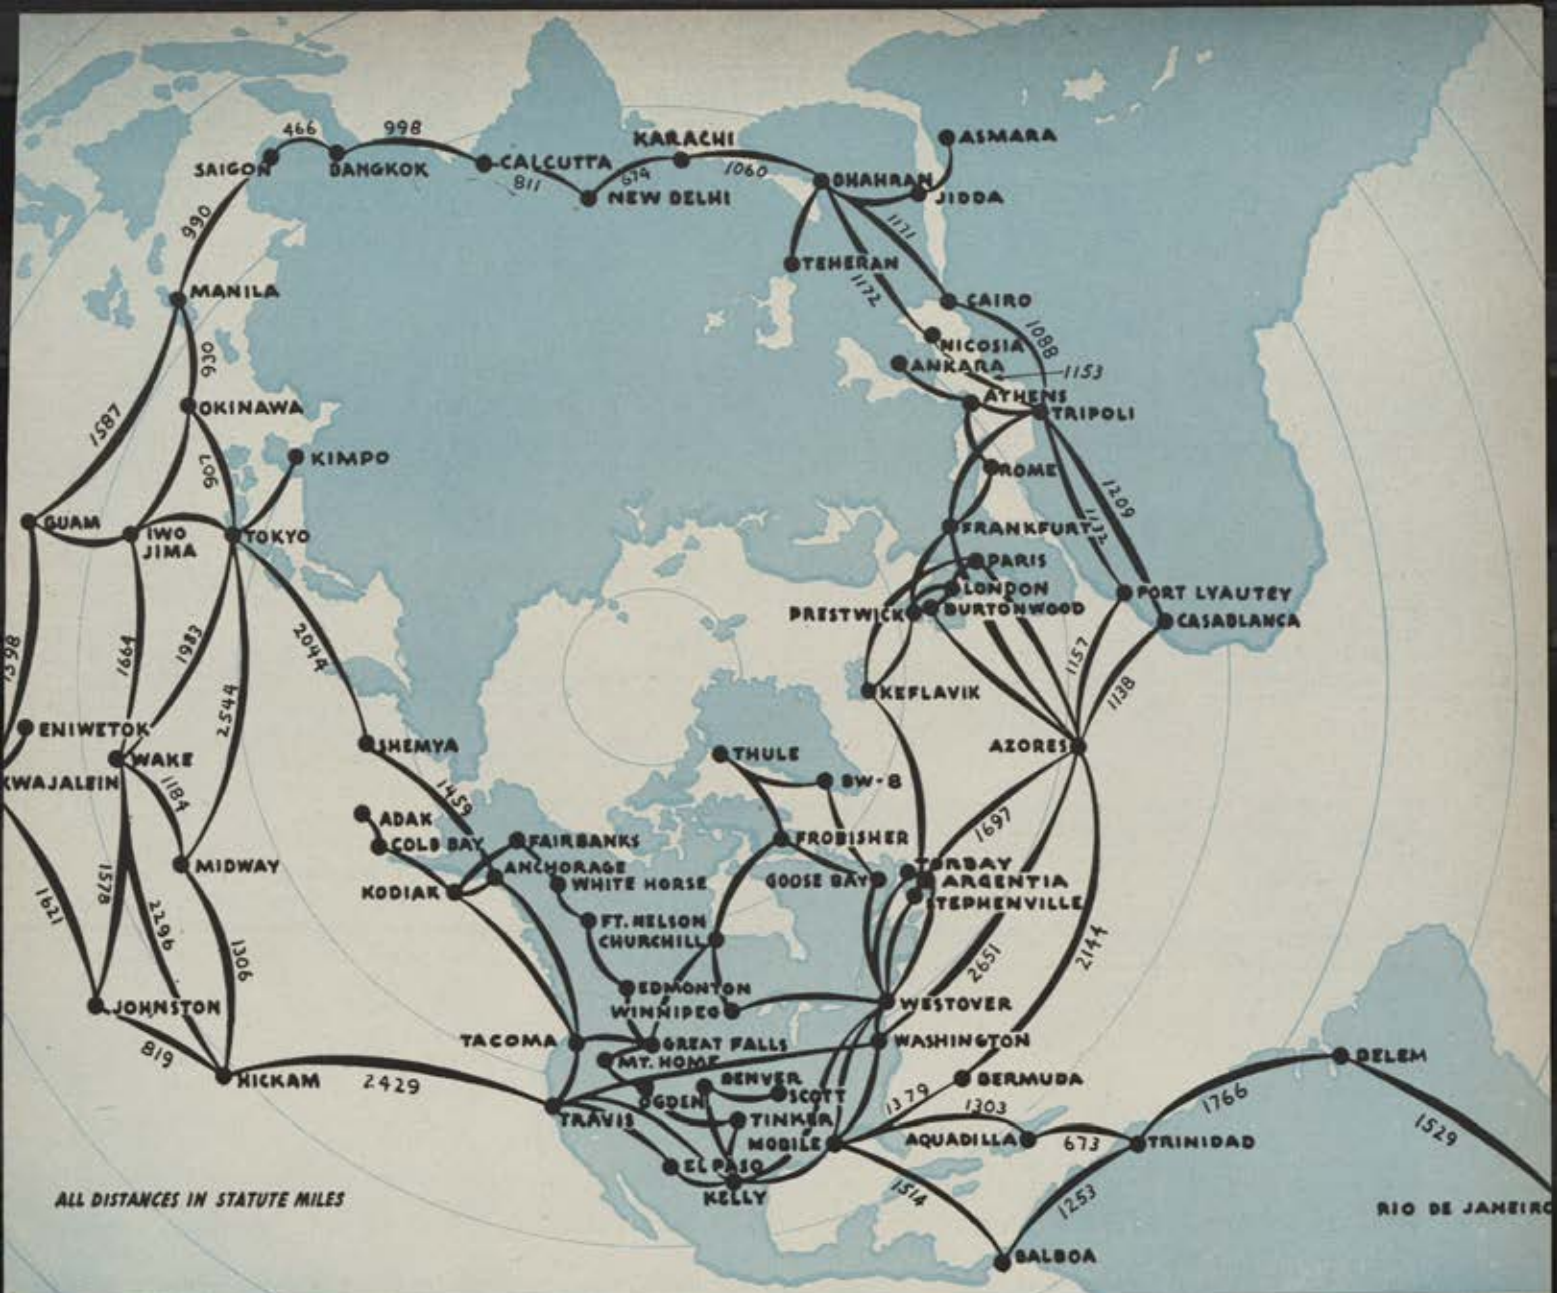 466
998
KARACHI
ASMARA
SAIGON
BANGKOK
CALCUTTA
811
674
1060
DHAHRAN
NEW DELHI
JIDDA
990
1171
TEHERAN
1172
MANILA
CAIRO
930
1088
NICOSIA
ANKARA
1153
1587
OKINAWA
ATHENS
TRIPOLI
KIMPO
907
ROME
1209
GUAM
IWO
JIMA
TOKYO
FRANKFURT
1132
PARIS
LONDON
PORT LYAUTEY
PRESTWICK
BURTONWOOD
CASABLANCA
1664
1983
2044
1157
1138
KEFLAVIK
2544
ENIWETOK
SHEMYA
AZORES
WAKE
THULE
KWAJALEIN
1184
1459
BW-8
ADAK
1697
COLD BAY
FAIRBANKS
FROBISHER
MIDWAY
ANCHORAGE
TORBAY
KODIAK
WHITE HORSE
GOOSE BAY
ARGENTIA
1578
STEPHENVILLE
1621
2296
FT. NELSON
CHURCHILL
2144
1306
2651
EDMONTON
JOHNSTON
WINNIPEG
WESTOVER
819
TACOMA
GREAT FALLS
WASHINGTON
MT. HOME
BELEM
HICKAM
2429
DENVER
BERMUDA
OGDEN
SCOTT
1379
1303
1766
TRAVIS
TINKER
1529
MOBILE
AQUADILLA
673
TRINIDAD
EL PASO
KELLY
1514
1253
ALL DISTANCES IN STATUTE MILES
RIO DE JANEIRO
BALBOA